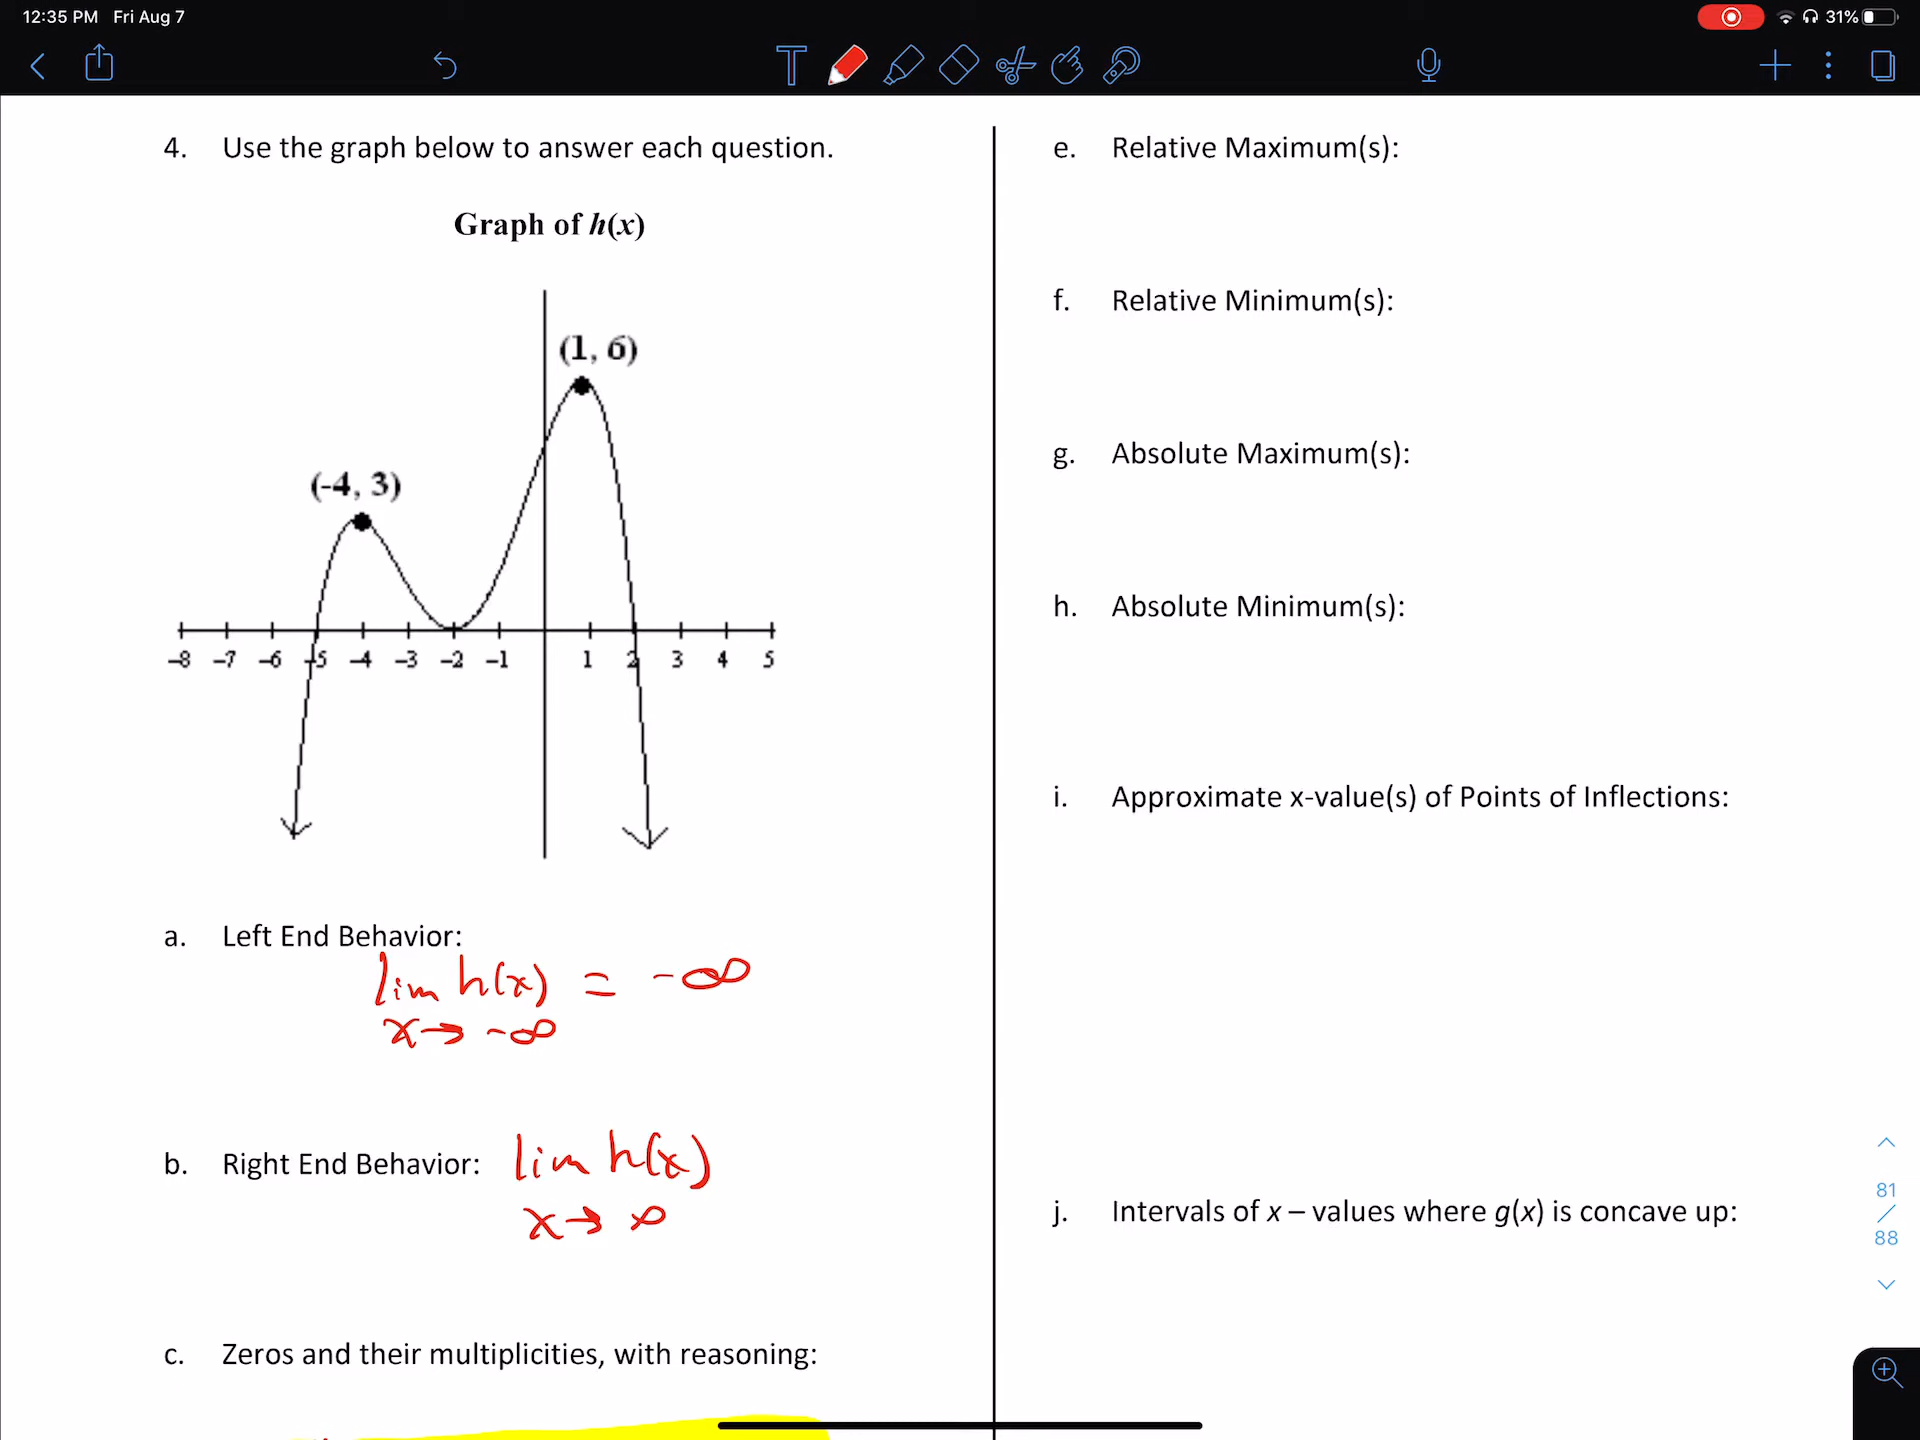 12:35 PM Fri Aug 7
31%
4. Use the graph below to answer each question.
Graph of h(x)
(1, 6)
(-4, 3)
-8 -7 -6 -5 -4 -3 -2 -1 1 2 3 4 5
a. Left End Behavior:
lim h(x) = -∞
x→ -∞
b. Right End Behavior: lim h(x)
x→ ∞
c. Zeros and their multiplicities, with reasoning:
e. Relative Maximum(s):
f. Relative Minimum(s):
g. Absolute Maximum(s):
h. Absolute Minimum(s):
i. Approximate x-value(s) of Points of Inflections:
j. Intervals of x – values where g(x) is concave up:
81
/
88